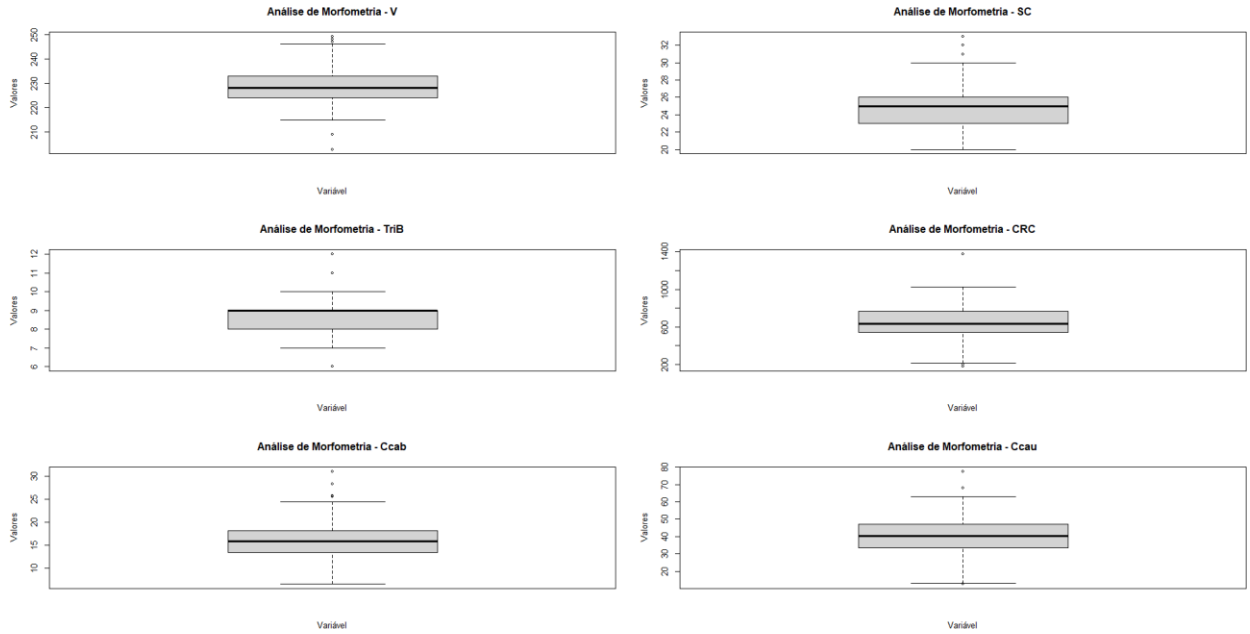 Análise de Morfometria - V
Valores
250
240
230
220
210
Variável
Análise de Morfometria - SC
Valores
32
30
28
26
24
22
20
Variável
Análise de Morfometria - TriB
Valores
12
11
10
9
8
7
6
Variável
Análise de Morfometria - CRC
Valores
1400
1000
600
200
Variável
Análise de Morfometria - Ccab
Valores
30
25
20
15
10
Variável
Análise de Morfometria - Ccau
Valores
80
70
60
50
40
30
20
Variável